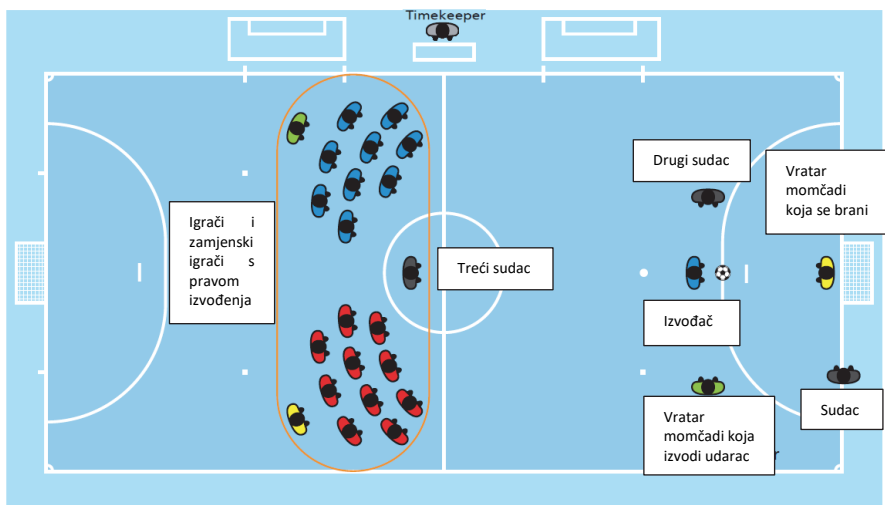 Timekeeper
Drugi sudac
Vratar
momčadi
koja se brani
Igrači i
zamjenski
igrači s
pravom
izvođenja
Treći sudac
Izvođač
Sudac
Vratar
momčadi koja
izvodi udarac
r